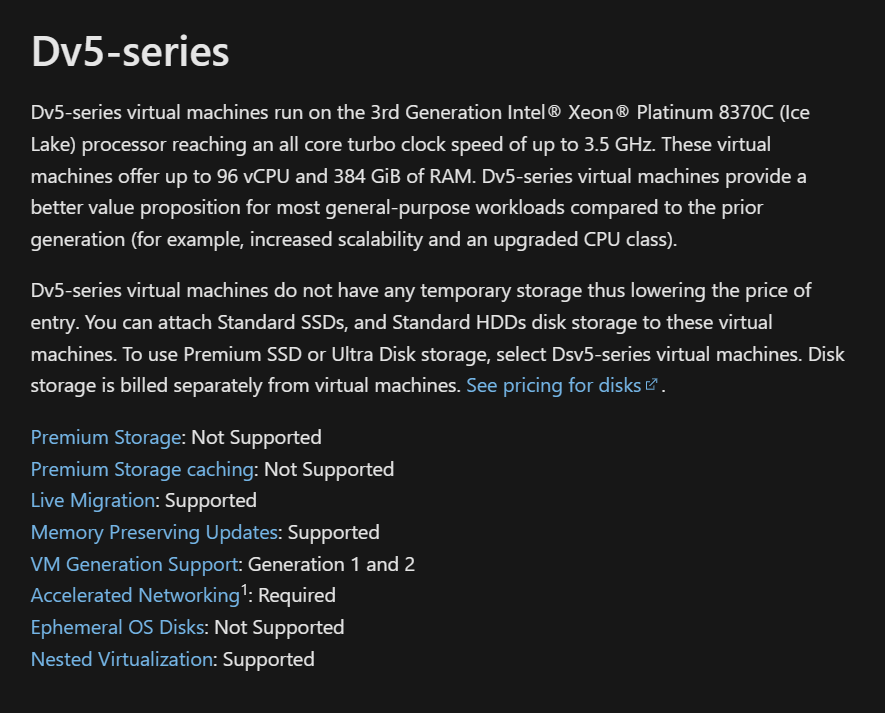 Dv5-series
Dv5-series virtual machines run on the 3rd Generation Intel® Xeon® Platinum 8370C (Ice
Lake) processor reaching an all core turbo clock speed of up to 3.5 GHz. These virtual
machines offer up to 96 vCPU and 384 GiB of RAM. Dv5-series virtual machines provide a
better value proposition for most general-purpose workloads compared to the prior
generation (for example, increased scalability and an upgraded CPU class).
Dv5-series virtual machines do not have any temporary storage thus lowering the price of
entry. You can attach Standard SSDs, and Standard HDDs disk storage to these virtual
machines. To use Premium SSD or Ultra Disk storage, select Dsv5-series virtual machines. Disk
storage is billed separately from virtual machines. See pricing for disks.
Premium Storage: Not Supported
Premium Storage caching: Not Supported
Live Migration: Supported
Memory Preserving Updates: Supported
VM Generation Support: Generation 1 and 2
Accelerated Networking¹: Required
Ephemeral OS Disks: Not Supported
Nested Virtualization: Supported